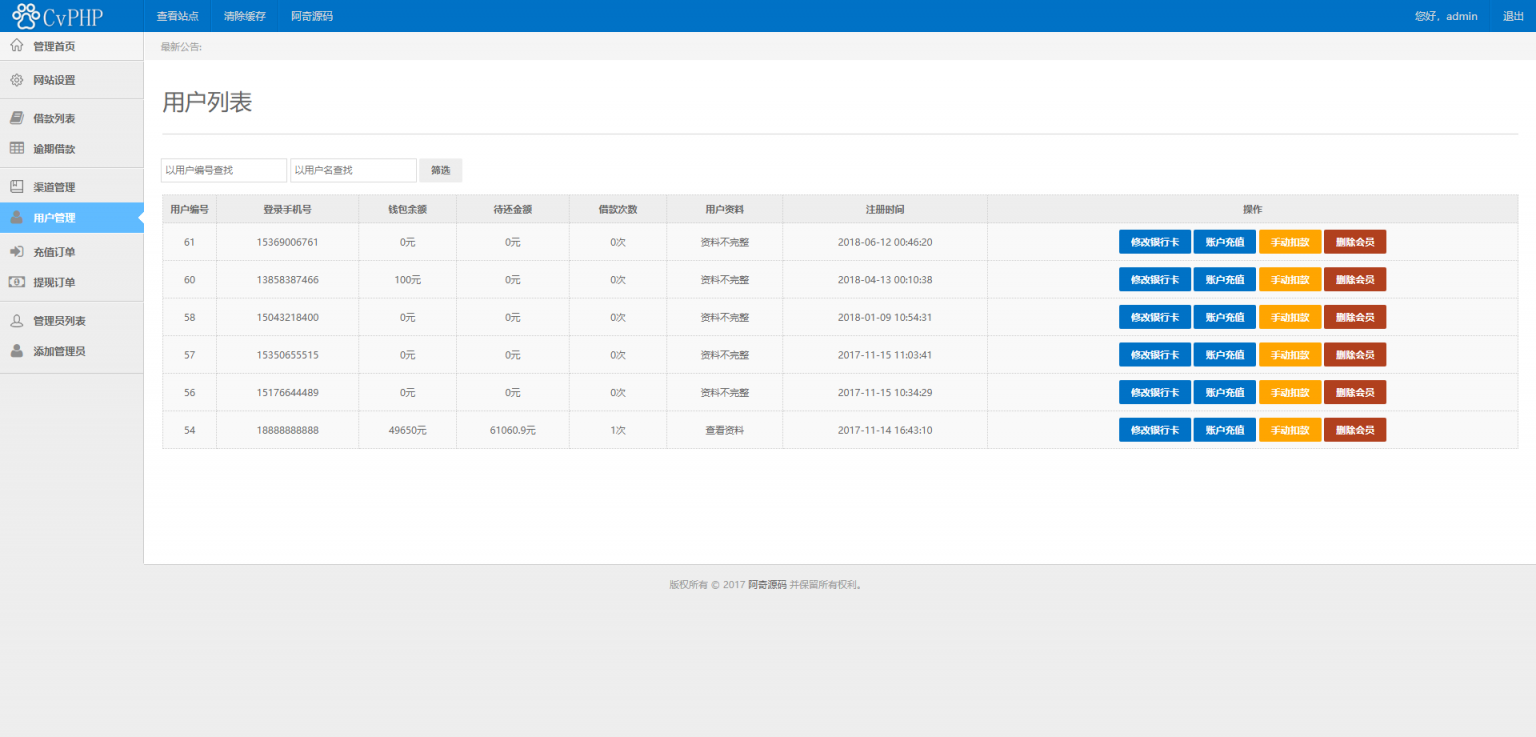 CvPHP 查看站点 清除缓存 阿奇源码 您好，admin 退出
管理首页
最新公告:
网站设置
借款列表
逾期借款
渠道管理
用户管理
充值订单
提现订单
管理员列表
添加管理员
用户列表
以用户编号查找 以用户名查找 筛选
用户编号 登录手机号 钱包余额 待还金额 借款次数 用户资料 注册时间 操作
61 15369006761 0元 0元 0次 资料不完整 2018-06-12 00:46:20 修改银行卡 账户充值 手动扣款 删除会员
60 13858387466 100元 0元 0次 资料不完整 2018-04-13 00:10:38 修改银行卡 账户充值 手动扣款 删除会员
58 15043218400 0元 0元 0次 资料不完整 2018-01-09 10:54:31 修改银行卡 账户充值 手动扣款 删除会员
57 15350655515 0元 0元 0次 资料不完整 2017-11-15 11:03:41 修改银行卡 账户充值 手动扣款 删除会员
56 15176644489 0元 0元 0次 资料不完整 2017-11-15 10:34:29 修改银行卡 账户充值 手动扣款 删除会员
54 18888888888 49650元 61060.9元 1次 查看资料 2017-11-14 16:43:10 修改银行卡 账户充值 手动扣款 删除会员
版权所有 © 2017 阿奇源码 并保留所有权利。